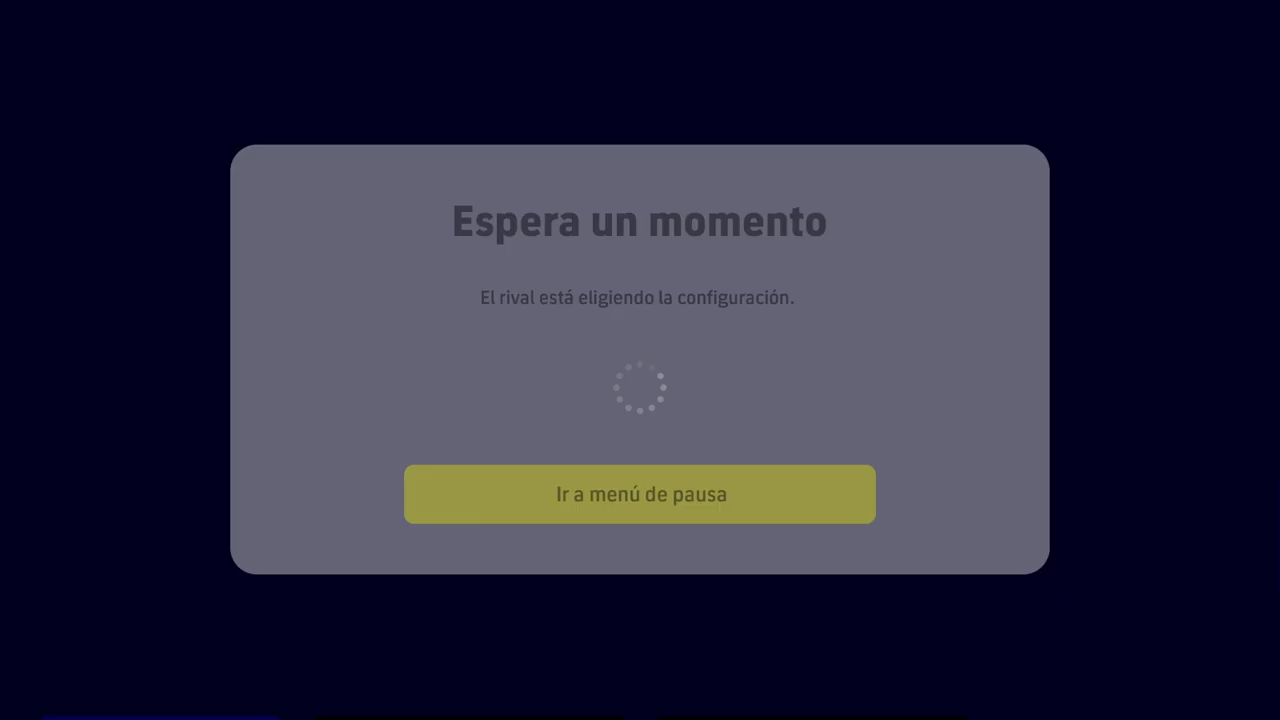 Espera un momento
El rival está eligiendo la configuración.
Ir a menú de pausa